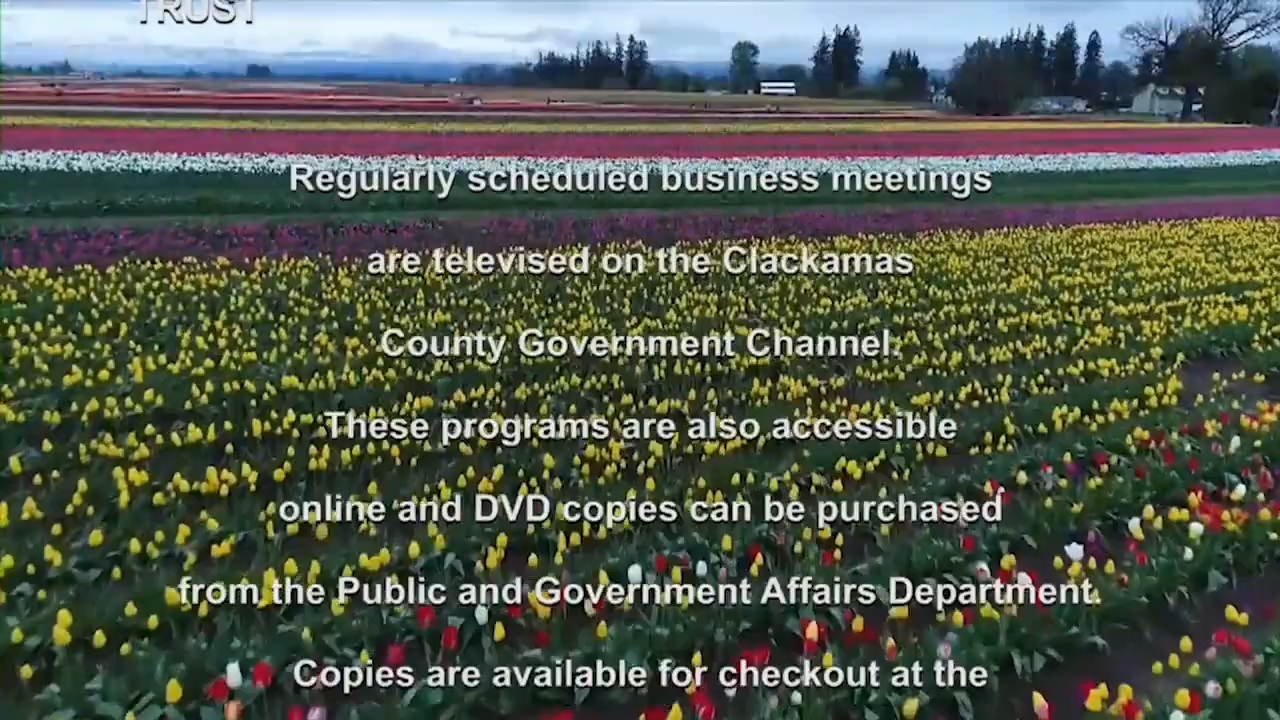 TRUST
Regularly scheduled business meetings
are televised on the Clackamas
County Government Channel.
These programs are also accessible
online and DVD copies can be purchased
from the Public and Government Affairs Department.
Copies are available for checkout at the